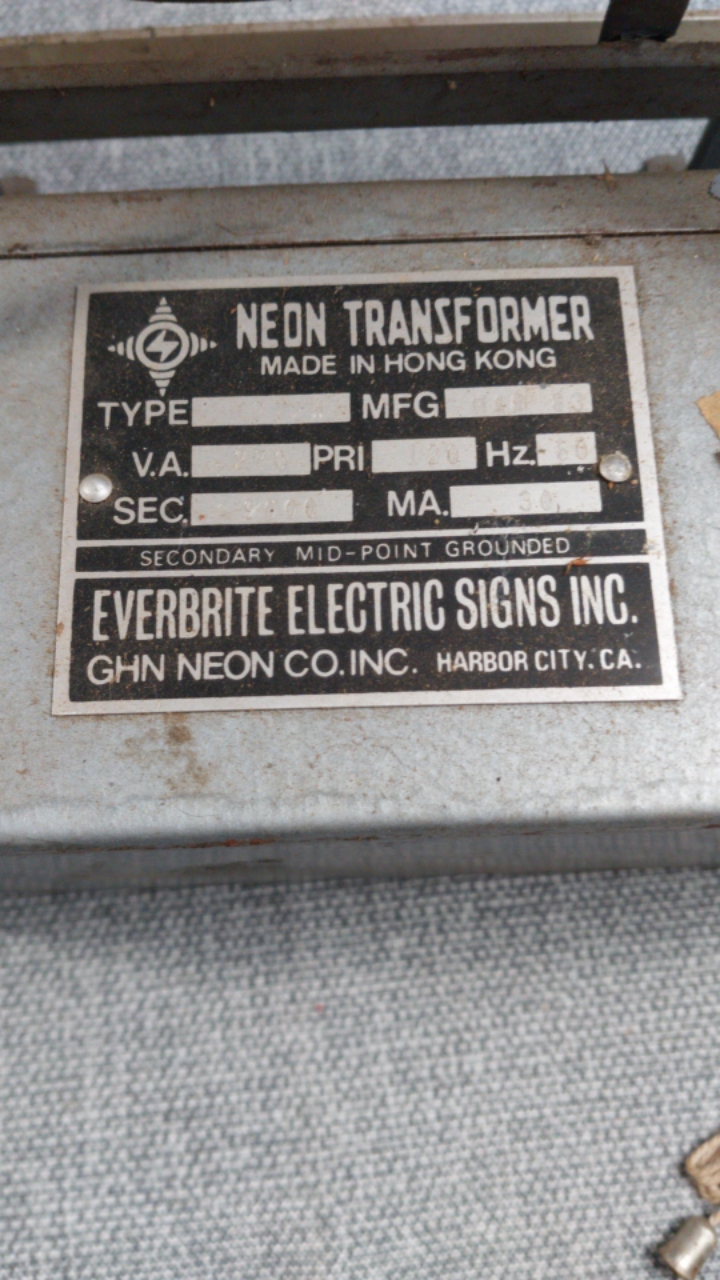 NEON TRANSFORMER
MADE IN HONG KONG
TYPE MFG
V.A. PRI 120 Hz. 60
SEC. MA. 30
SECONDARY MID-POINT GROUNDED
EVERBRITE ELECTRIC SIGNS INC.
GHN NEON CO. INC. HARBOR CITY. CA.